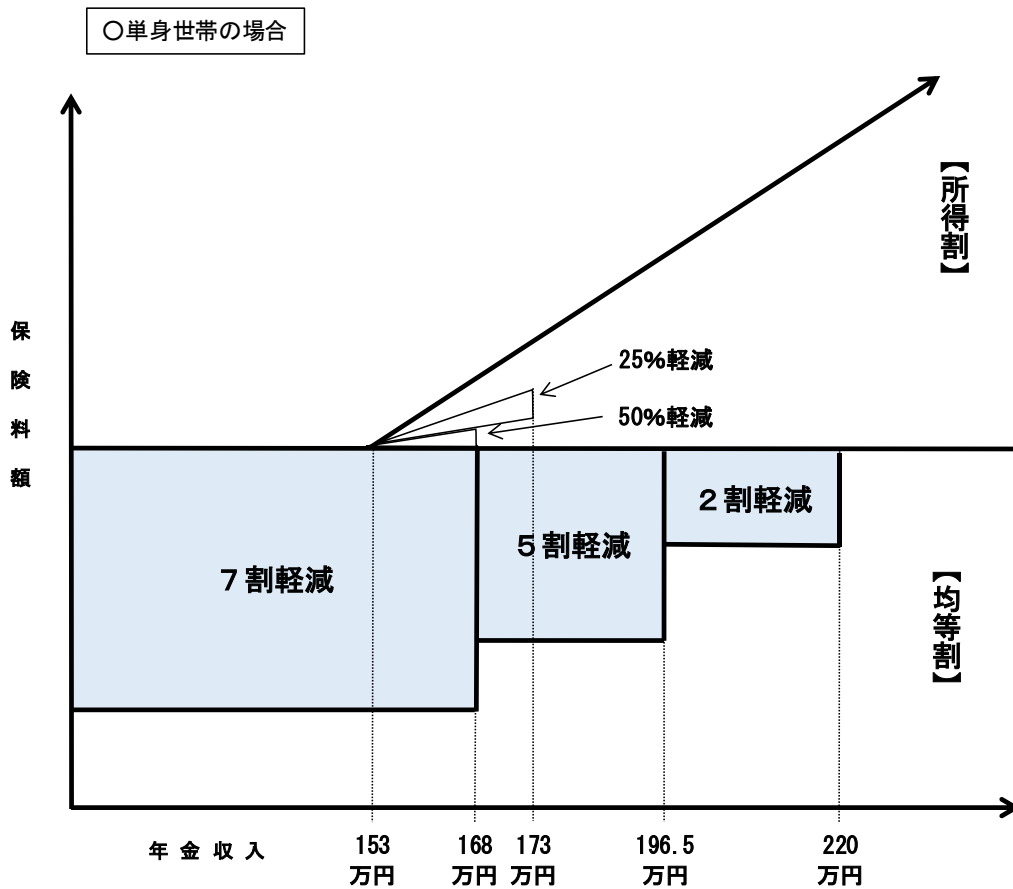 〇単身世帯の場合
【所得割】
保険料額
25%軽減
50%軽減
2割軽減
5割軽減
7割軽減
【均等割】
年金収入
153
万円
168
万円
173
万円
196.5
万円
220
万円